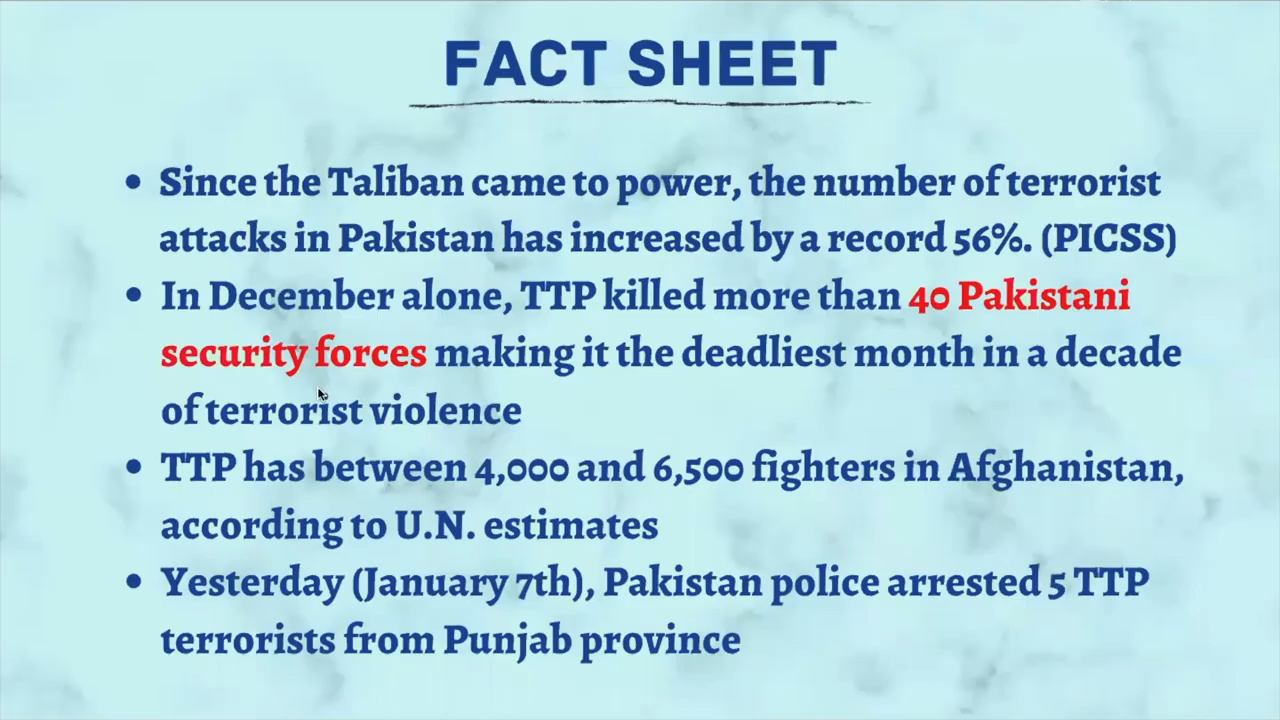 FACT SHEET
• Since the Taliban came to power, the number of terrorist
attacks in Pakistan has increased by a record 56%. (PICSS)
• In December alone, TTP killed more than 40 Pakistani
security forces making it the deadliest month in a decade
of terrorist violence
• TTP has between 4,000 and 6,500 fighters in Afghanistan,
according to U.N. estimates
• Yesterday (January 7th), Pakistan police arrested 5 TTP
terrorists from Punjab province